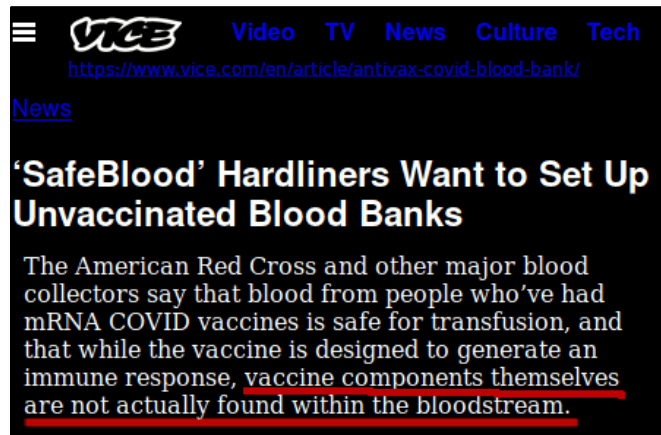 VICE Video TV News Culture Tech
https://www.vice.com/en/article/antivax-covid-blood-bank/
News
‘SafeBlood’ Hardliners Want to Set Up
Unvaccinated Blood Banks
The American Red Cross and other major blood
collectors say that blood from people who’ve had
mRNA COVID vaccines is safe for transfusion, and
that while the vaccine is designed to generate an
immune response, vaccine components themselves
are not actually found within the bloodstream.